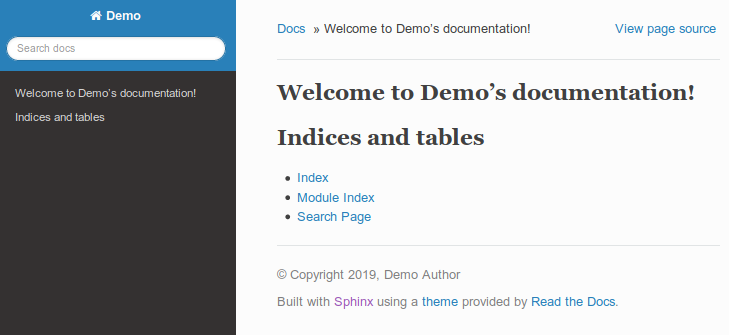 Demo
Search docs
Welcome to Demo's documentation!
Indices and tables
Docs » Welcome to Demo's documentation!
View page source
Welcome to Demo’s documentation!
Indices and tables
Index
Module Index
Search Page
© Copyright 2019, Demo Author
Built with Sphinx using a theme provided by Read the Docs.